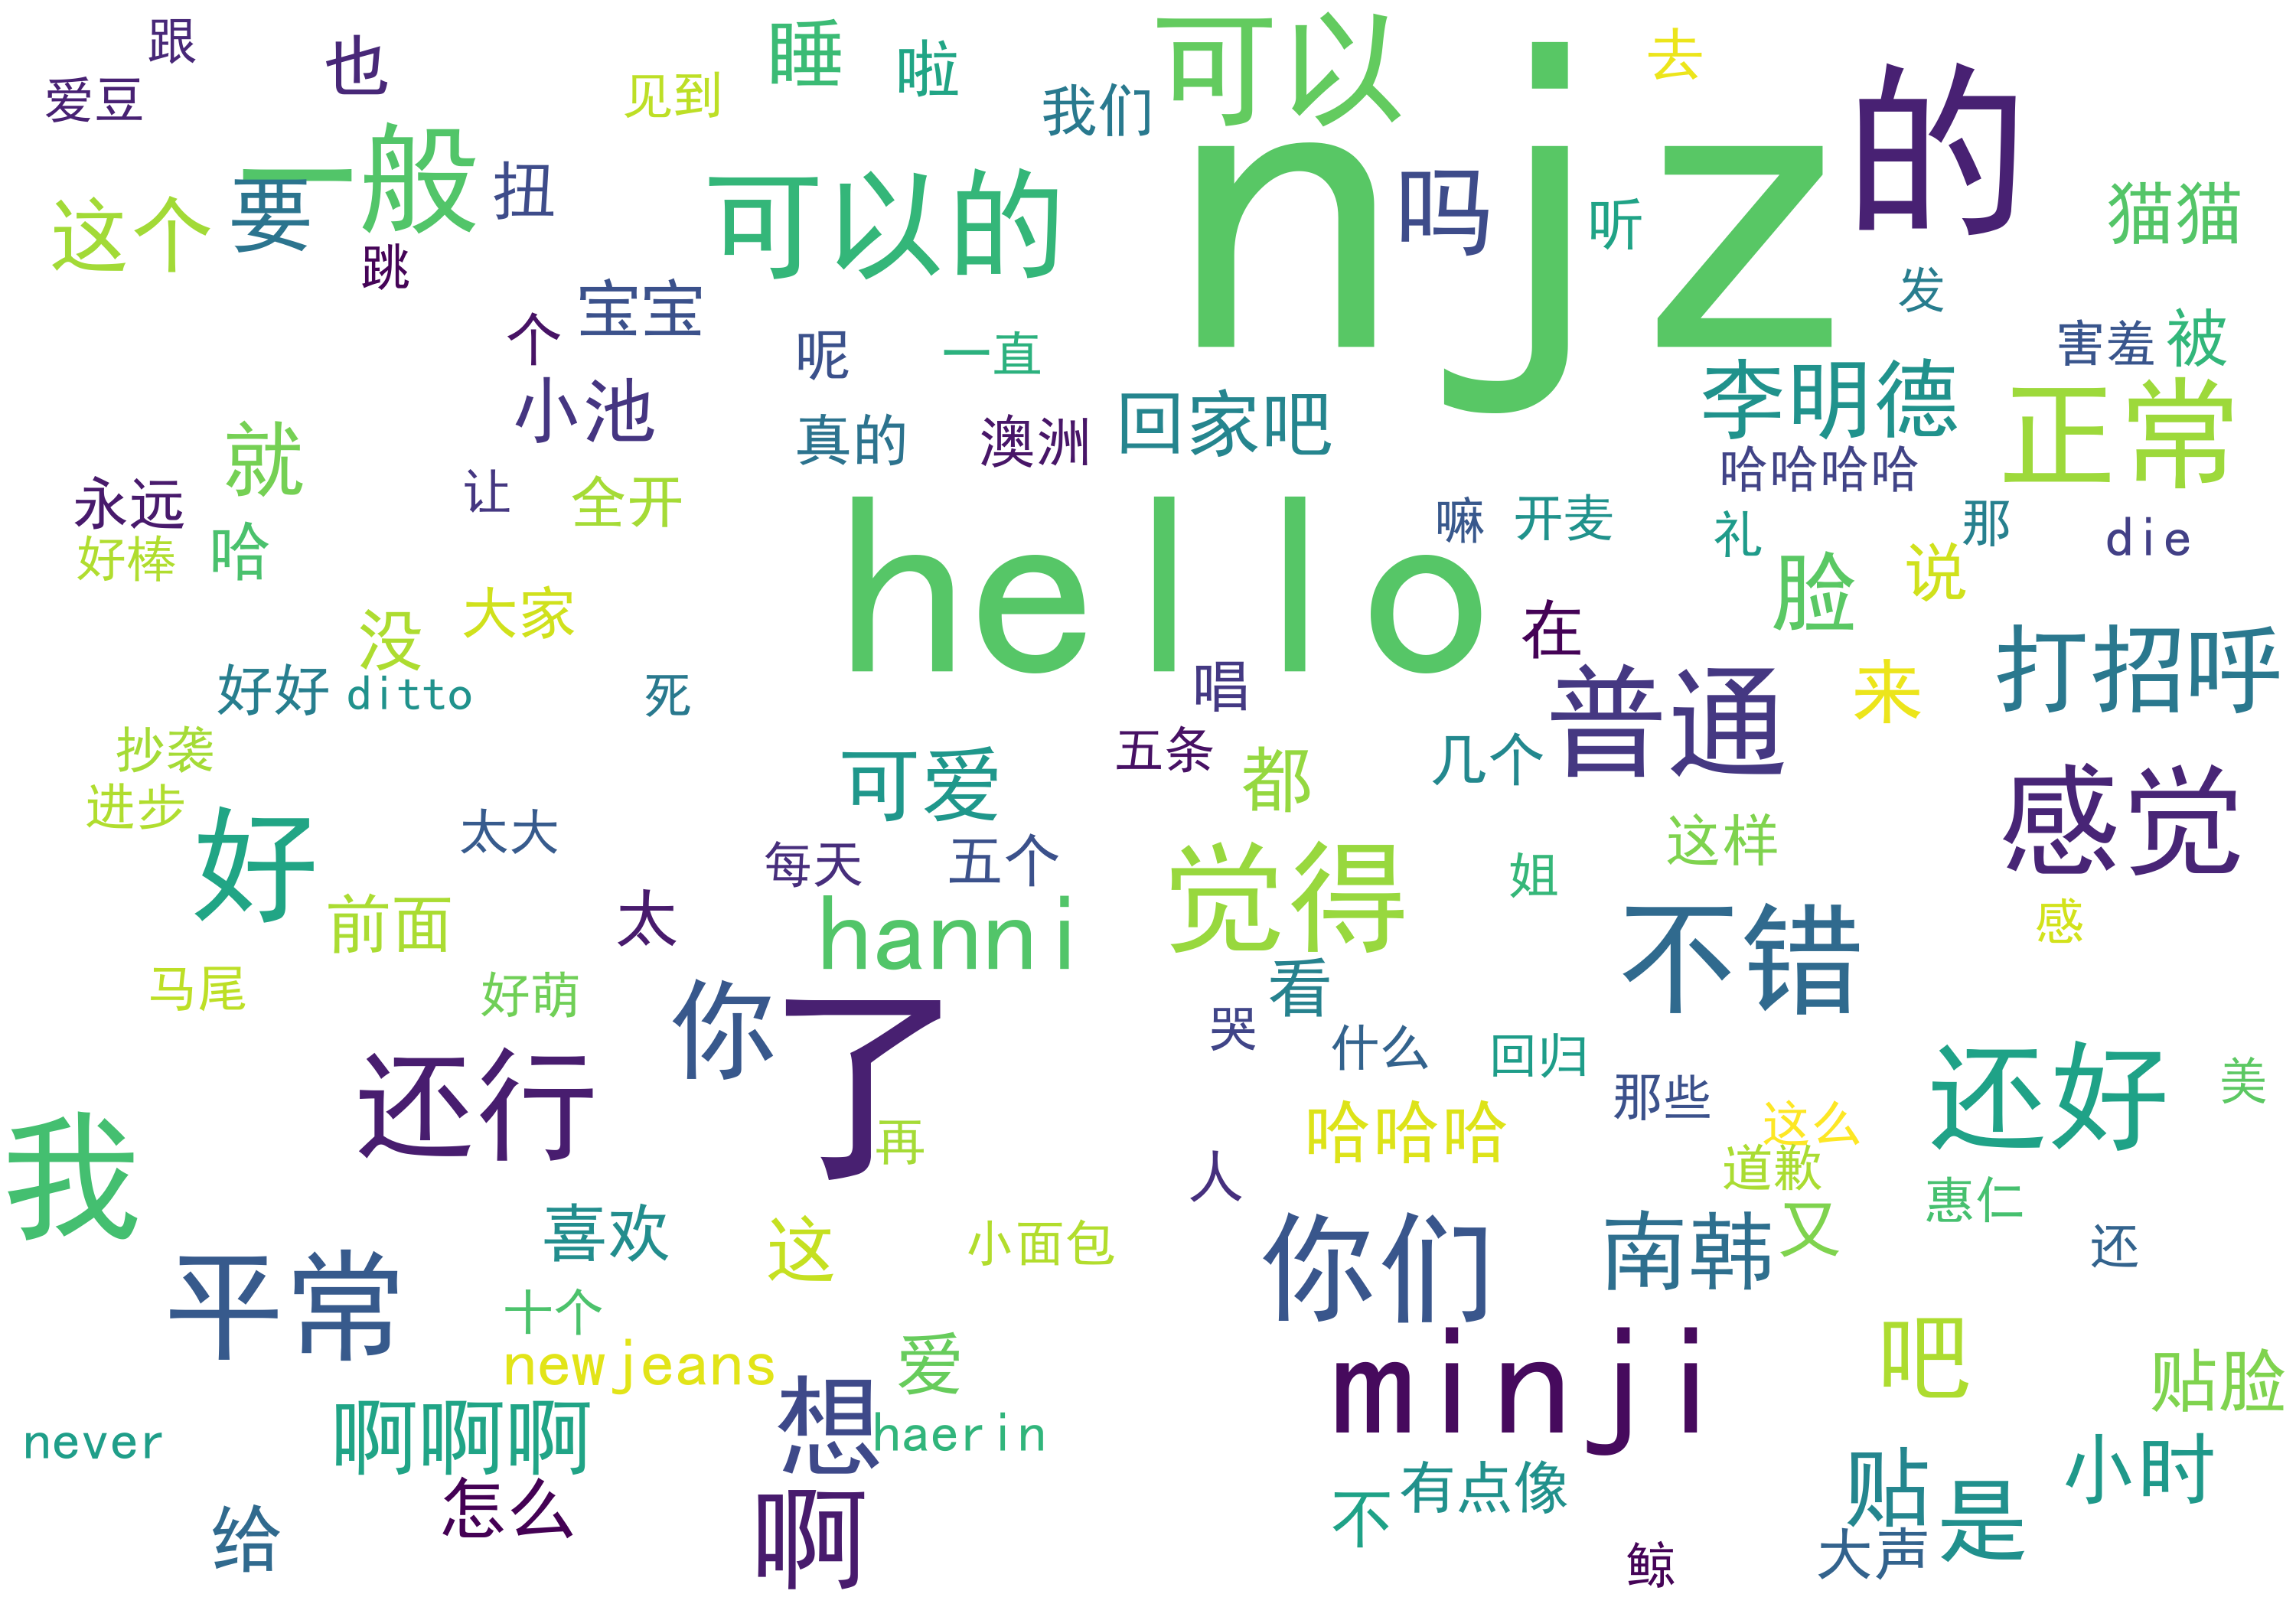 跟
也
睡
啦
可以
去
爱豆
见到
我们
njz
的
一般
扭
可以的
吗
听
猫猫
这个
要
跳
发
宝宝
个
呢
一直
害羞
被
小池
真的
澳洲
回家吧
李明德
正常
就
哈哈哈哈
永远
让
全开
hello
嘛
开麦
礼
那
die
好棒
哈
脸
说
大家
没
在
打招呼
好好
ditto
死
唱
普通
来
抄袭
五条
几个
可爱
都
感觉
进步
好
太大
每天
五个
觉得
姐
这样
前面
太
hanni
不错
感
马尾
好萌
你
了
看
哭
什么
回归
还行
那些
这么
还好
美
我
再
哈哈哈
道歉
人
惠仁
喜欢
这
小面包
你们
南韩
又
还
平常
十个
newjeans
爱
minji
吧
贴脸
never
啊啊啊
想
haerin
怎么
有点像
贴
小时
给
啊
不
是
鲸
大声